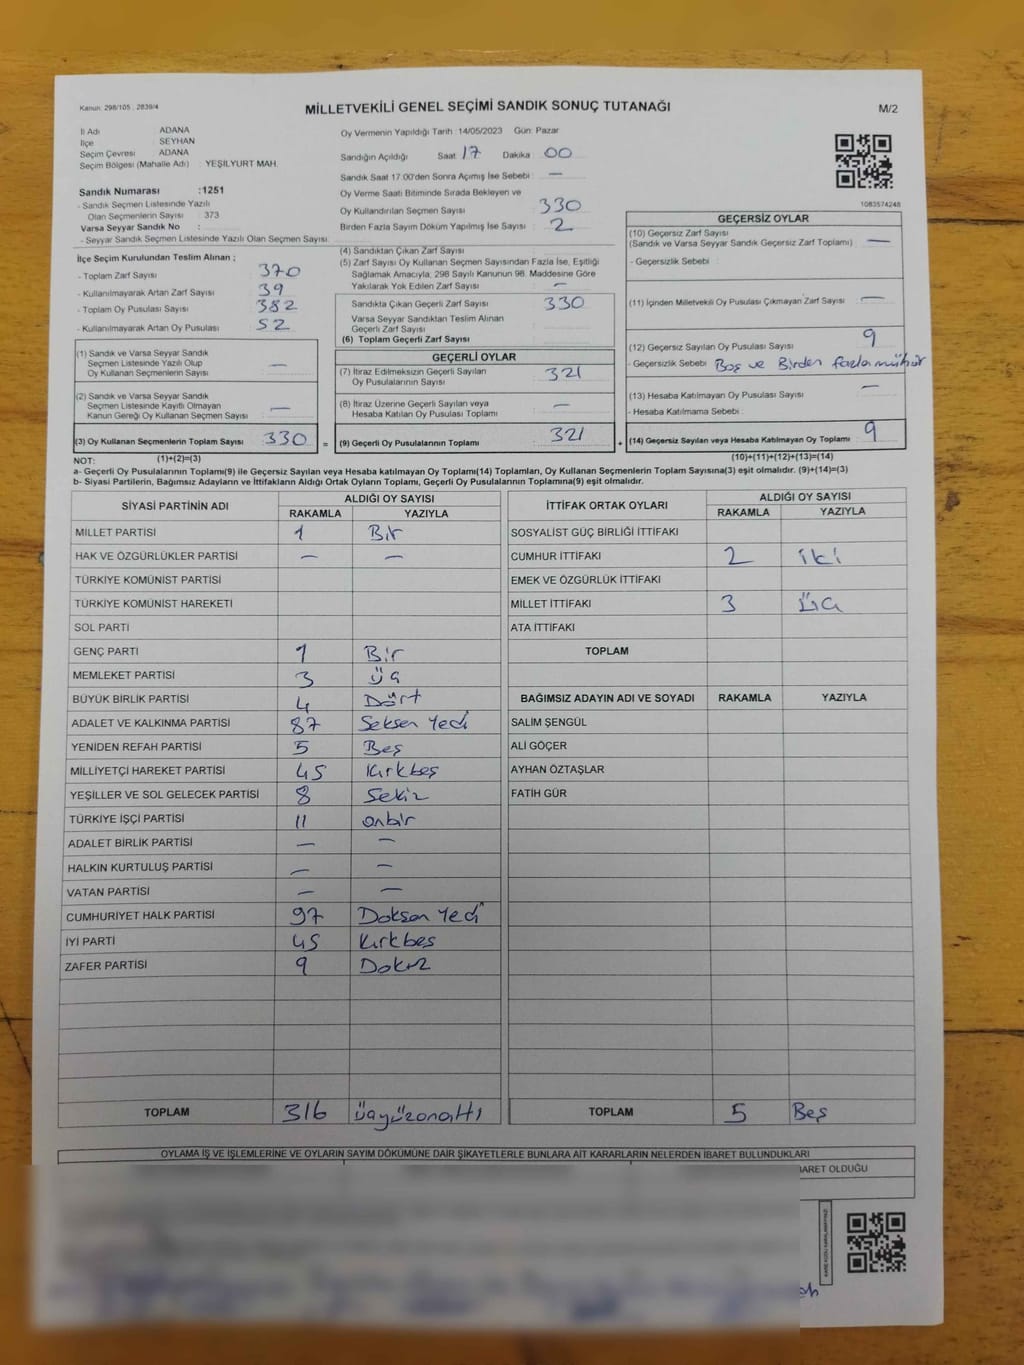 Kanun: 298/105 , 2839/4
MİLLETVEKİLİ GENEL SEÇİMİ SANDIK SONUÇ TUTANAĞI
M/2
İl Adı : ADANA
İlçe : SEYHAN
Seçim Çevresi : ADANA
Seçim Bölgesi (Mahalle Adı) : YEŞİLYURT MAH.
Sandık Numarası :1251
- Sandık Seçmen Listesinde Yazılı
Olan Seçmenlerin Sayısı : 373
Varsa Seyyar Sandık No :
- Seyyar Sandık Seçmen Listesinde Yazılı Olan Seçmen Sayısı:
Oy Vermenin Yapıldığı Tarih :14/05/2023 Gün: Pazar
Sandığın Açıldığı Saat 17 Dakika 00
Sandık Saat 17:00'den Sonra Açımış İse Sebebi : —
Oy Verme Saati Bitiminde Sırada Bekleyen ve
Oy Kullandırılan Seçmen Sayısı : 330
Birden Fazla Sayım Döküm Yapılmış İse Sayısı : 2
1083574248
İlçe Seçim Kurulundan Teslim Alınan ;
- Toplam Zarf Sayısı : 370
- Kullanılmayarak Artan Zarf Sayısı : 39
- Toplam Oy Pusulası Sayısı : 382
- Kullanılmayarak Artan Oy Pusulası : 52
(4) Sandıktan Çıkan Zarf Sayısı :
(5) Zarf Sayısı Oy Kullanan Seçmen Sayısından Fazla İse, Eşitliği
Sağlamak Amacıyla; 298 Sayılı Kanunun 98. Maddesine Göre
Yakılarak Yok Edilen Zarf Sayısı : —
Sandıkta Çıkan Geçerli Zarf Sayısı : 330
Varsa Seyyar Sandıktan Teslim Alınan
Geçerli Zarf Sayısı :
(6) Toplam Geçerli Zarf Sayısı :
GEÇERSİZ OYLAR
(10) Geçersiz Zarf Sayısı :
(Sandık ve Varsa Seyyar Sandık Geçersiz Zarf Toplamı) —
- Geçersizlik Sebebi :
(11) İçinden Milletvekili Oy Pusulası Çıkmayan Zarf Sayısı : —
(12) Geçersiz Sayılan Oy Pusulası Sayısı : 9
- Geçersizlik Sebebi : Boş ve Birden fazla mühür
(13) Hesaba Katılmayan Oy Pusulası Sayısı : —
- Hesaba Katılmama Sebebi :
(14) Geçersiz Sayılan veya Hesaba Katılmayan Oy Toplamı : 9
(10)+(11)+(12)+(13)=(14)
(1) Sandık ve Varsa Seyyar Sandık
Seçmen Listesinde Yazılı Olup
Oy Kullanan Seçmenlerin Sayısı : —
(2) Sandık ve Varsa Seyyar Sandık
Seçmen Listesinde Kayıtlı Olmayan
Kanun Gereği Oy Kullanan Seçmen Sayısı : —
(3) Oy Kullanan Seçmenlerin Toplam Sayısı : 330 =
(1)+(2)=(3)
GEÇERLİ OYLAR
(7) İtiraz Edilmeksizin Geçerli Sayılan
Oy Pusulalarının Sayısı : 321
(8) İtiraz Üzerine Geçerli Sayılan veya
Hesaba Katılan Oy Pusulası Toplamı : —
(9) Geçerli Oy Pusulalarının Toplamı : 321 +
NOT:
a- Geçerli Oy Pusulalarının Toplamı(9) ile Geçersiz Sayılan veya Hesaba katılmayan Oy Toplamı(14) Toplamları, Oy Kullanan Seçmenlerin Toplam Sayısına(3) eşit olmalıdır. (9)+(14)=(3)
b- Siyasi Partilerin, Bağımsız Adayların ve İttifakların Aldığı Ortak Oyların Toplamı, Geçerli Oy Pusulalarının Toplamına(9) eşit olmalıdır.
SİYASİ PARTİNİN ADI ALDIĞI OY SAYISI
RAKAMLA YAZIYLA
MİLLET PARTİSİ 1 Bir
HAK VE ÖZGÜRLÜKLER PARTİSİ — —
TÜRKİYE KOMÜNİST PARTİSİ
TÜRKİYE KOMÜNİST HAREKETİ
SOL PARTİ
GENÇ PARTİ 1 Bir
MEMLEKET PARTİSİ 3 üç
BÜYÜK BİRLİK PARTİSİ 4 Dört
ADALET VE KALKINMA PARTİSİ 87 Seksen Yedi
YENİDEN REFAH PARTİSİ 5 Beş
MİLLİYETÇİ HAREKET PARTİSİ 45 Kırkbeş
YEŞİLLER VE SOL GELECEK PARTİSİ 8 Sekiz
TÜRKİYE İŞÇİ PARTİSİ 11 onbir
ADALET BİRLİK PARTİSİ — —
HALKIN KURTULUŞ PARTİSİ — —
VATAN PARTİSİ — —
CUMHURİYET HALK PARTİSİ 97 Doksan Yedi
İYİ PARTİ 45 Kırkbeş
ZAFER PARTİSİ 9 Dokuz
TOPLAM 316 üçyüzonaltı
İTTİFAK ORTAK OYLARI ALDIĞI OY SAYISI
RAKAMLA YAZIYLA
SOSYALİST GÜÇ BİRLİĞİ İTTİFAKI
CUMHUR İTTİFAKI 2 iki
EMEK VE ÖZGÜRLÜK İTTİFAKI
MİLLET İTTİFAKI 3 üç
ATA İTTİFAKI
TOPLAM
BAĞIMSIZ ADAYIN ADI VE SOYADI RAKAMLA YAZIYLA
SALİM ŞENGÜL
ALİ GÖÇER
AYHAN ÖZTAŞLAR
FATİH GÜR
TOPLAM 5 Beş
OYLAMA İŞ VE İŞLEMLERİNE VE OYLARIN SAYIM DÖKÜMÜNE DAİR ŞİKAYETLERLE BUNLARA AİT KARARLARIN NELERDEN İBARET BULUNDUKLARI
BARET OLDUĞU